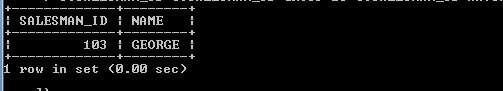 | SALESMAN_ID | NAME |
| 103 | GEORGE |
1 row in set (0.00 sec)